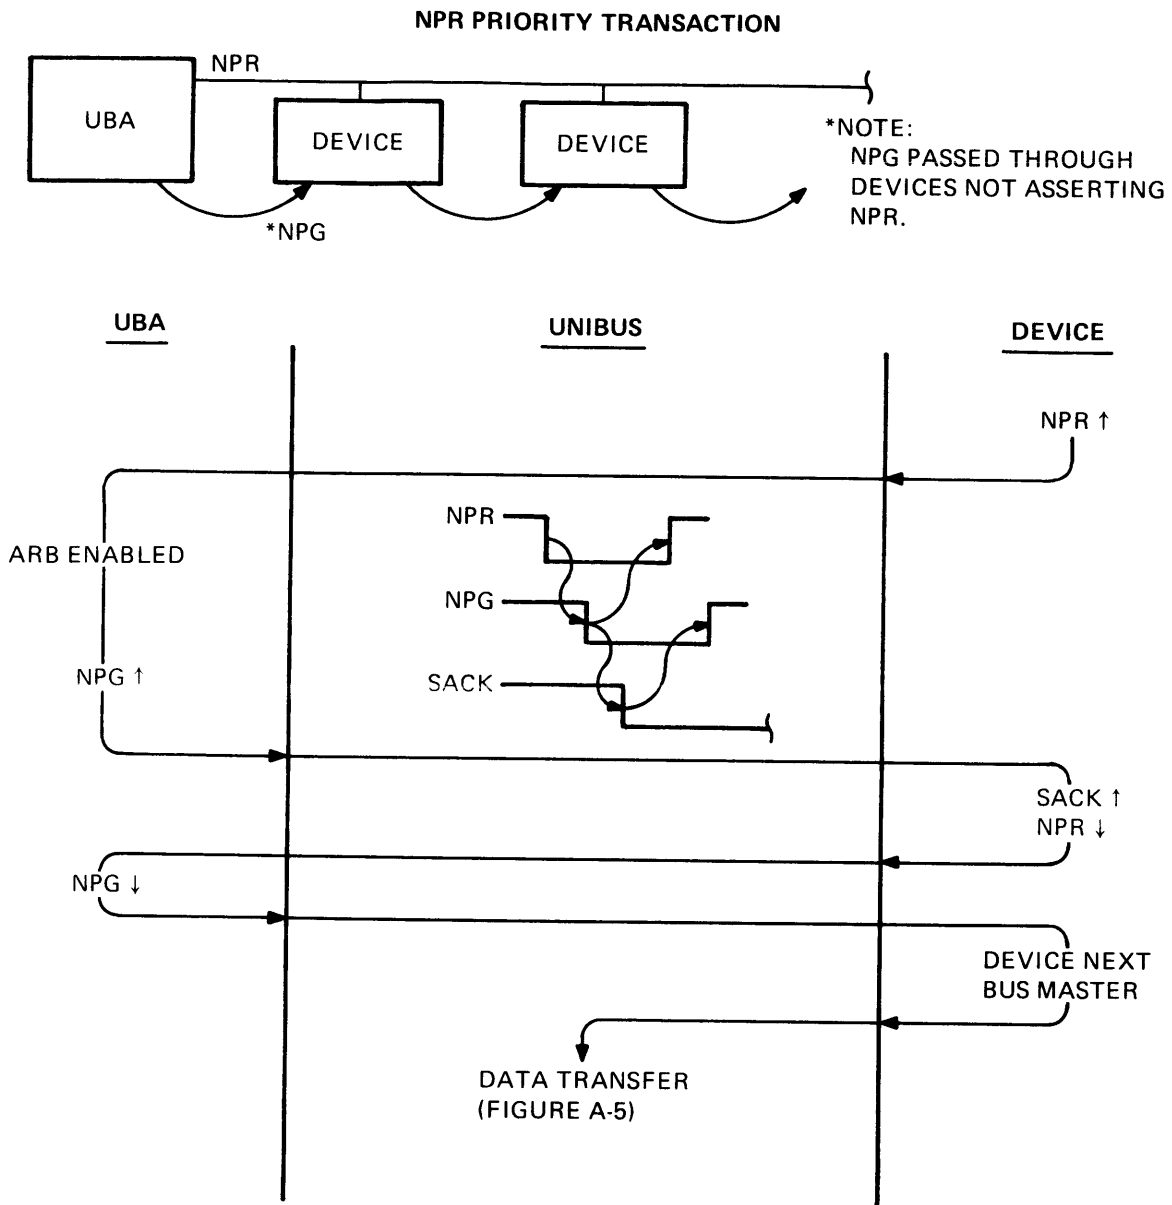 NPR PRIORITY TRANSACTION
NPR
UBA
DEVICE
DEVICE
*NPG
*NOTE:
NPG PASSED THROUGH
DEVICES NOT ASSERTING
NPR.
UBA
UNIBUS
DEVICE
NPR ↑
ARB ENABLED
NPG ↑
NPR
NPG
SACK
SACK ↑
NPR ↓
NPG ↓
DEVICE NEXT
BUS MASTER
DATA TRANSFER
(FIGURE A-5)